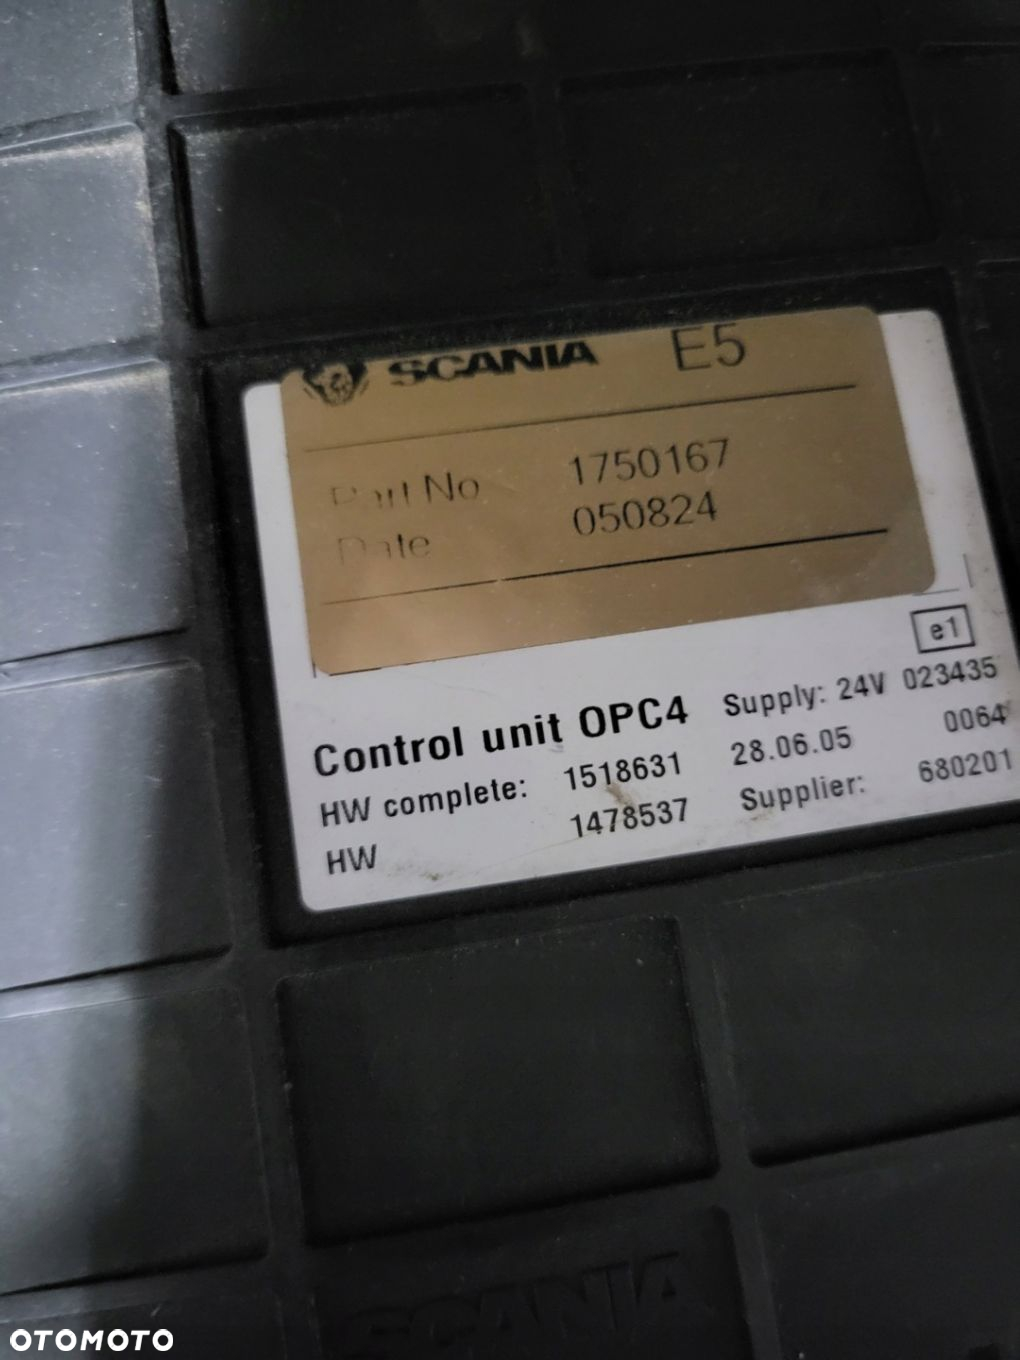 SCANIA E5
Part No 1750167
Date 050824
e1
Control unit OPC4 Supply: 24V 023435
HW complete: 1518631 28.06.05 0064
HW 1478537 Supplier: 680201
SCANIA
OTOMOTO